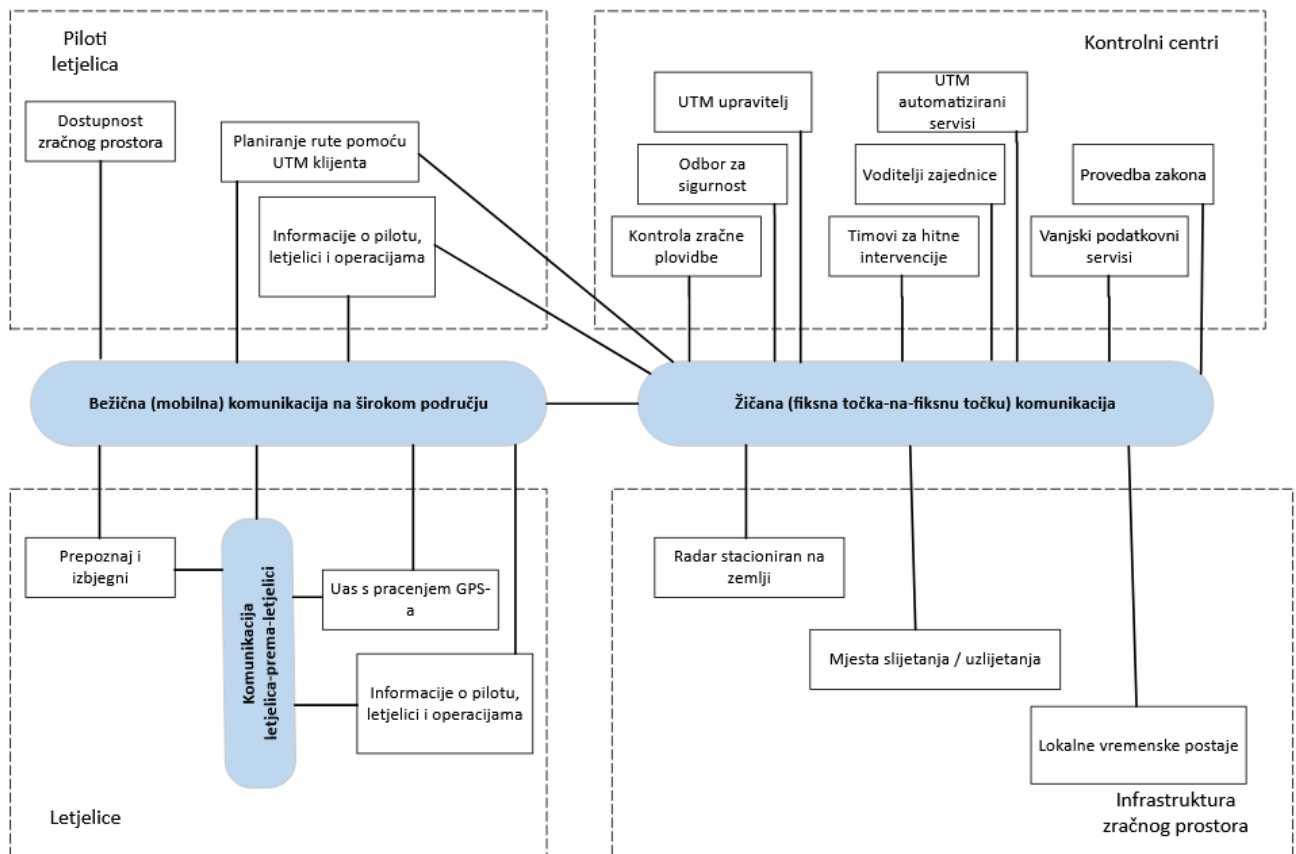 Piloti
letjelica
Dostupnost
zračnog prostora
Planiranje rute pomoću
UTM klijenta
Informacije o pilotu,
letjelici i operacijama
Kontrolni centri
UTM upravitelj
UTM
automatizirani
servisi
Odbor za
sigurnost
Voditelji zajednice
Provedba zakona
Kontrola zračne
plovidbe
Timovi za hitne
intervencije
Vanjski podatkovni
servisi
Bežična (mobilna) komunikacija na širokom području
Žičana (fiksna točka-na-fiksnu točku) komunikacija
Prepoznaj i
izbjegni
Komunikacija
letjelica-prema-letjelici
Uas s pracenjem GPS-
a
Informacije o pilotu,
letjelici i operacijama
Letjelice
Radar stacioniran na
zemlji
Mjesta slijetanja / uzlijetanja
Lokalne vremenske postaje
Infrastruktura
zračnog prostora